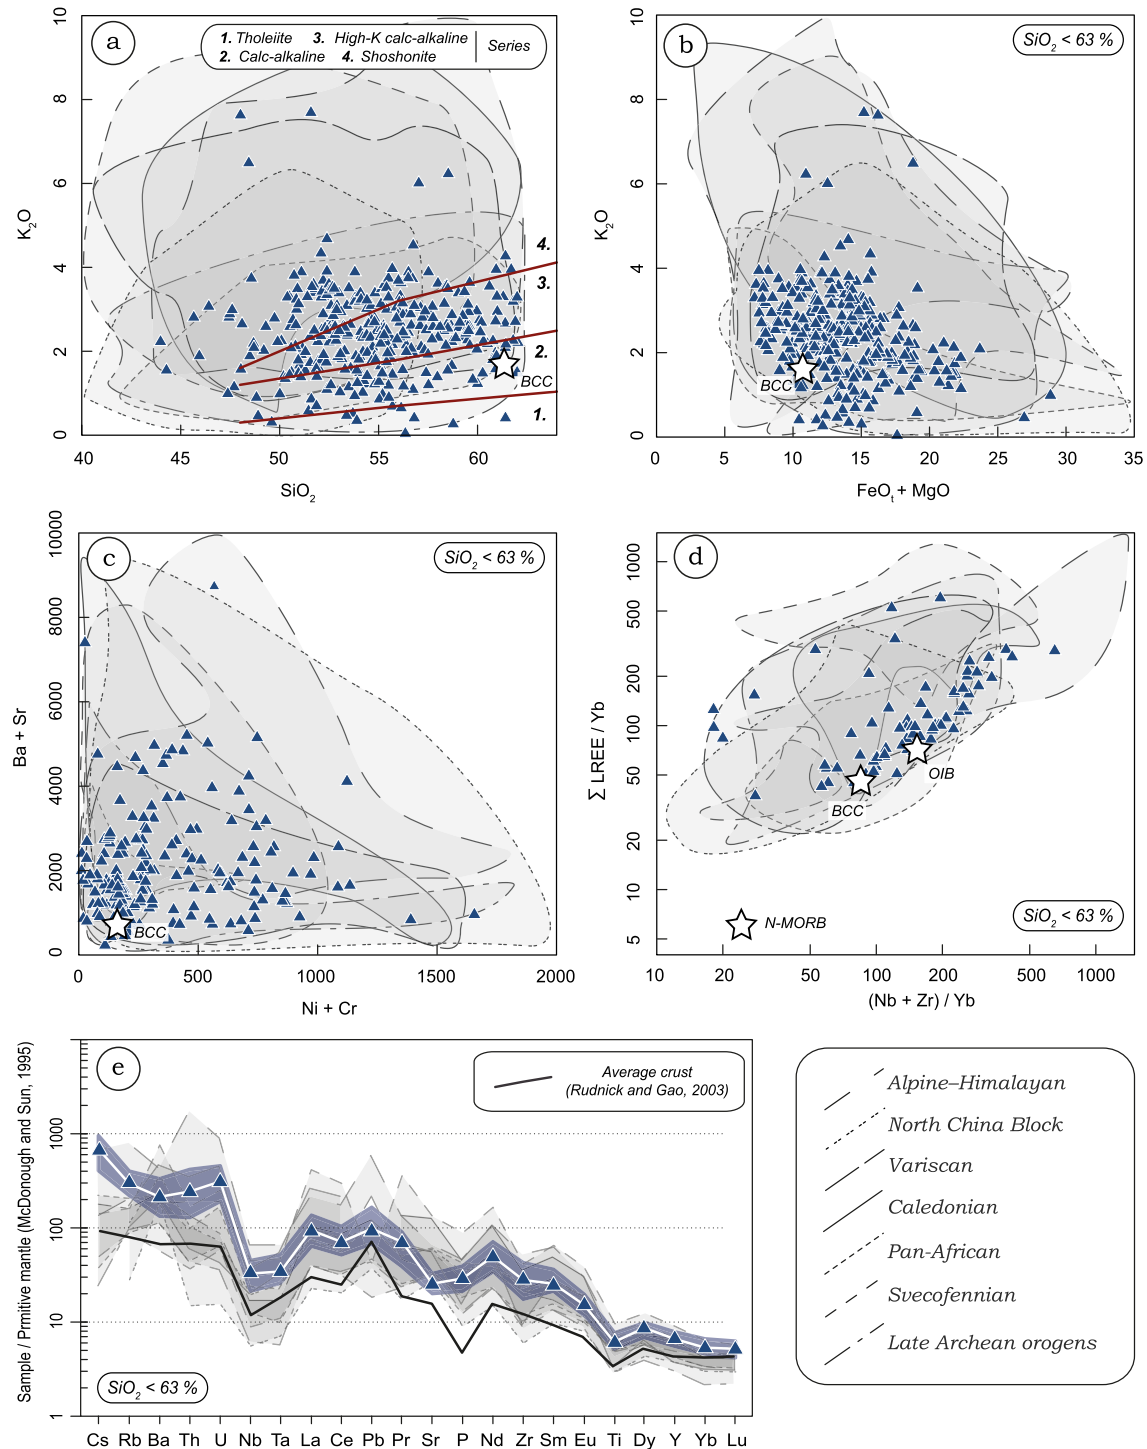 a
1. Tholeiite 3. High-K calc-alkaline
2. Calc-alkaline 4. Shoshonite
Series
K2O
10
8
6
4
2
0
4.
3.
2.
BCC
1.
40 45 50 55 60
SiO2
b
SiO2 < 63 %
K2O
10
8
6
4
2
0
BCC
0 5 10 15 20 25 30 35
FeOt + MgO
c
SiO2 < 63 %
Ba + Sr
10000
8000
6000
4000
2000
0
BCC
0 500 1000 1500 2000
Ni + Cr
d
∑ LREE / Yb
1000
500
200
100
50
20
10
5
OIB
BCC
N-MORB
SiO2 < 63 %
10 20 50 100 200 500 1000
(Nb + Zr) / Yb
e
Average crust
(Rudnick and Gao, 2003)
Sample / Prmitive mantle (McDonough and Sun, 1995)
1000
100
10
1
SiO2 < 63 %
Cs Rb Ba Th U Nb Ta La Ce Pb Pr Sr P Nd Zr Sm Eu Ti Dy Y Yb Lu
Alpine–Himalayan
North China Block
Variscan
Caledonian
Pan-African
Svecofennian
Late Archean orogens